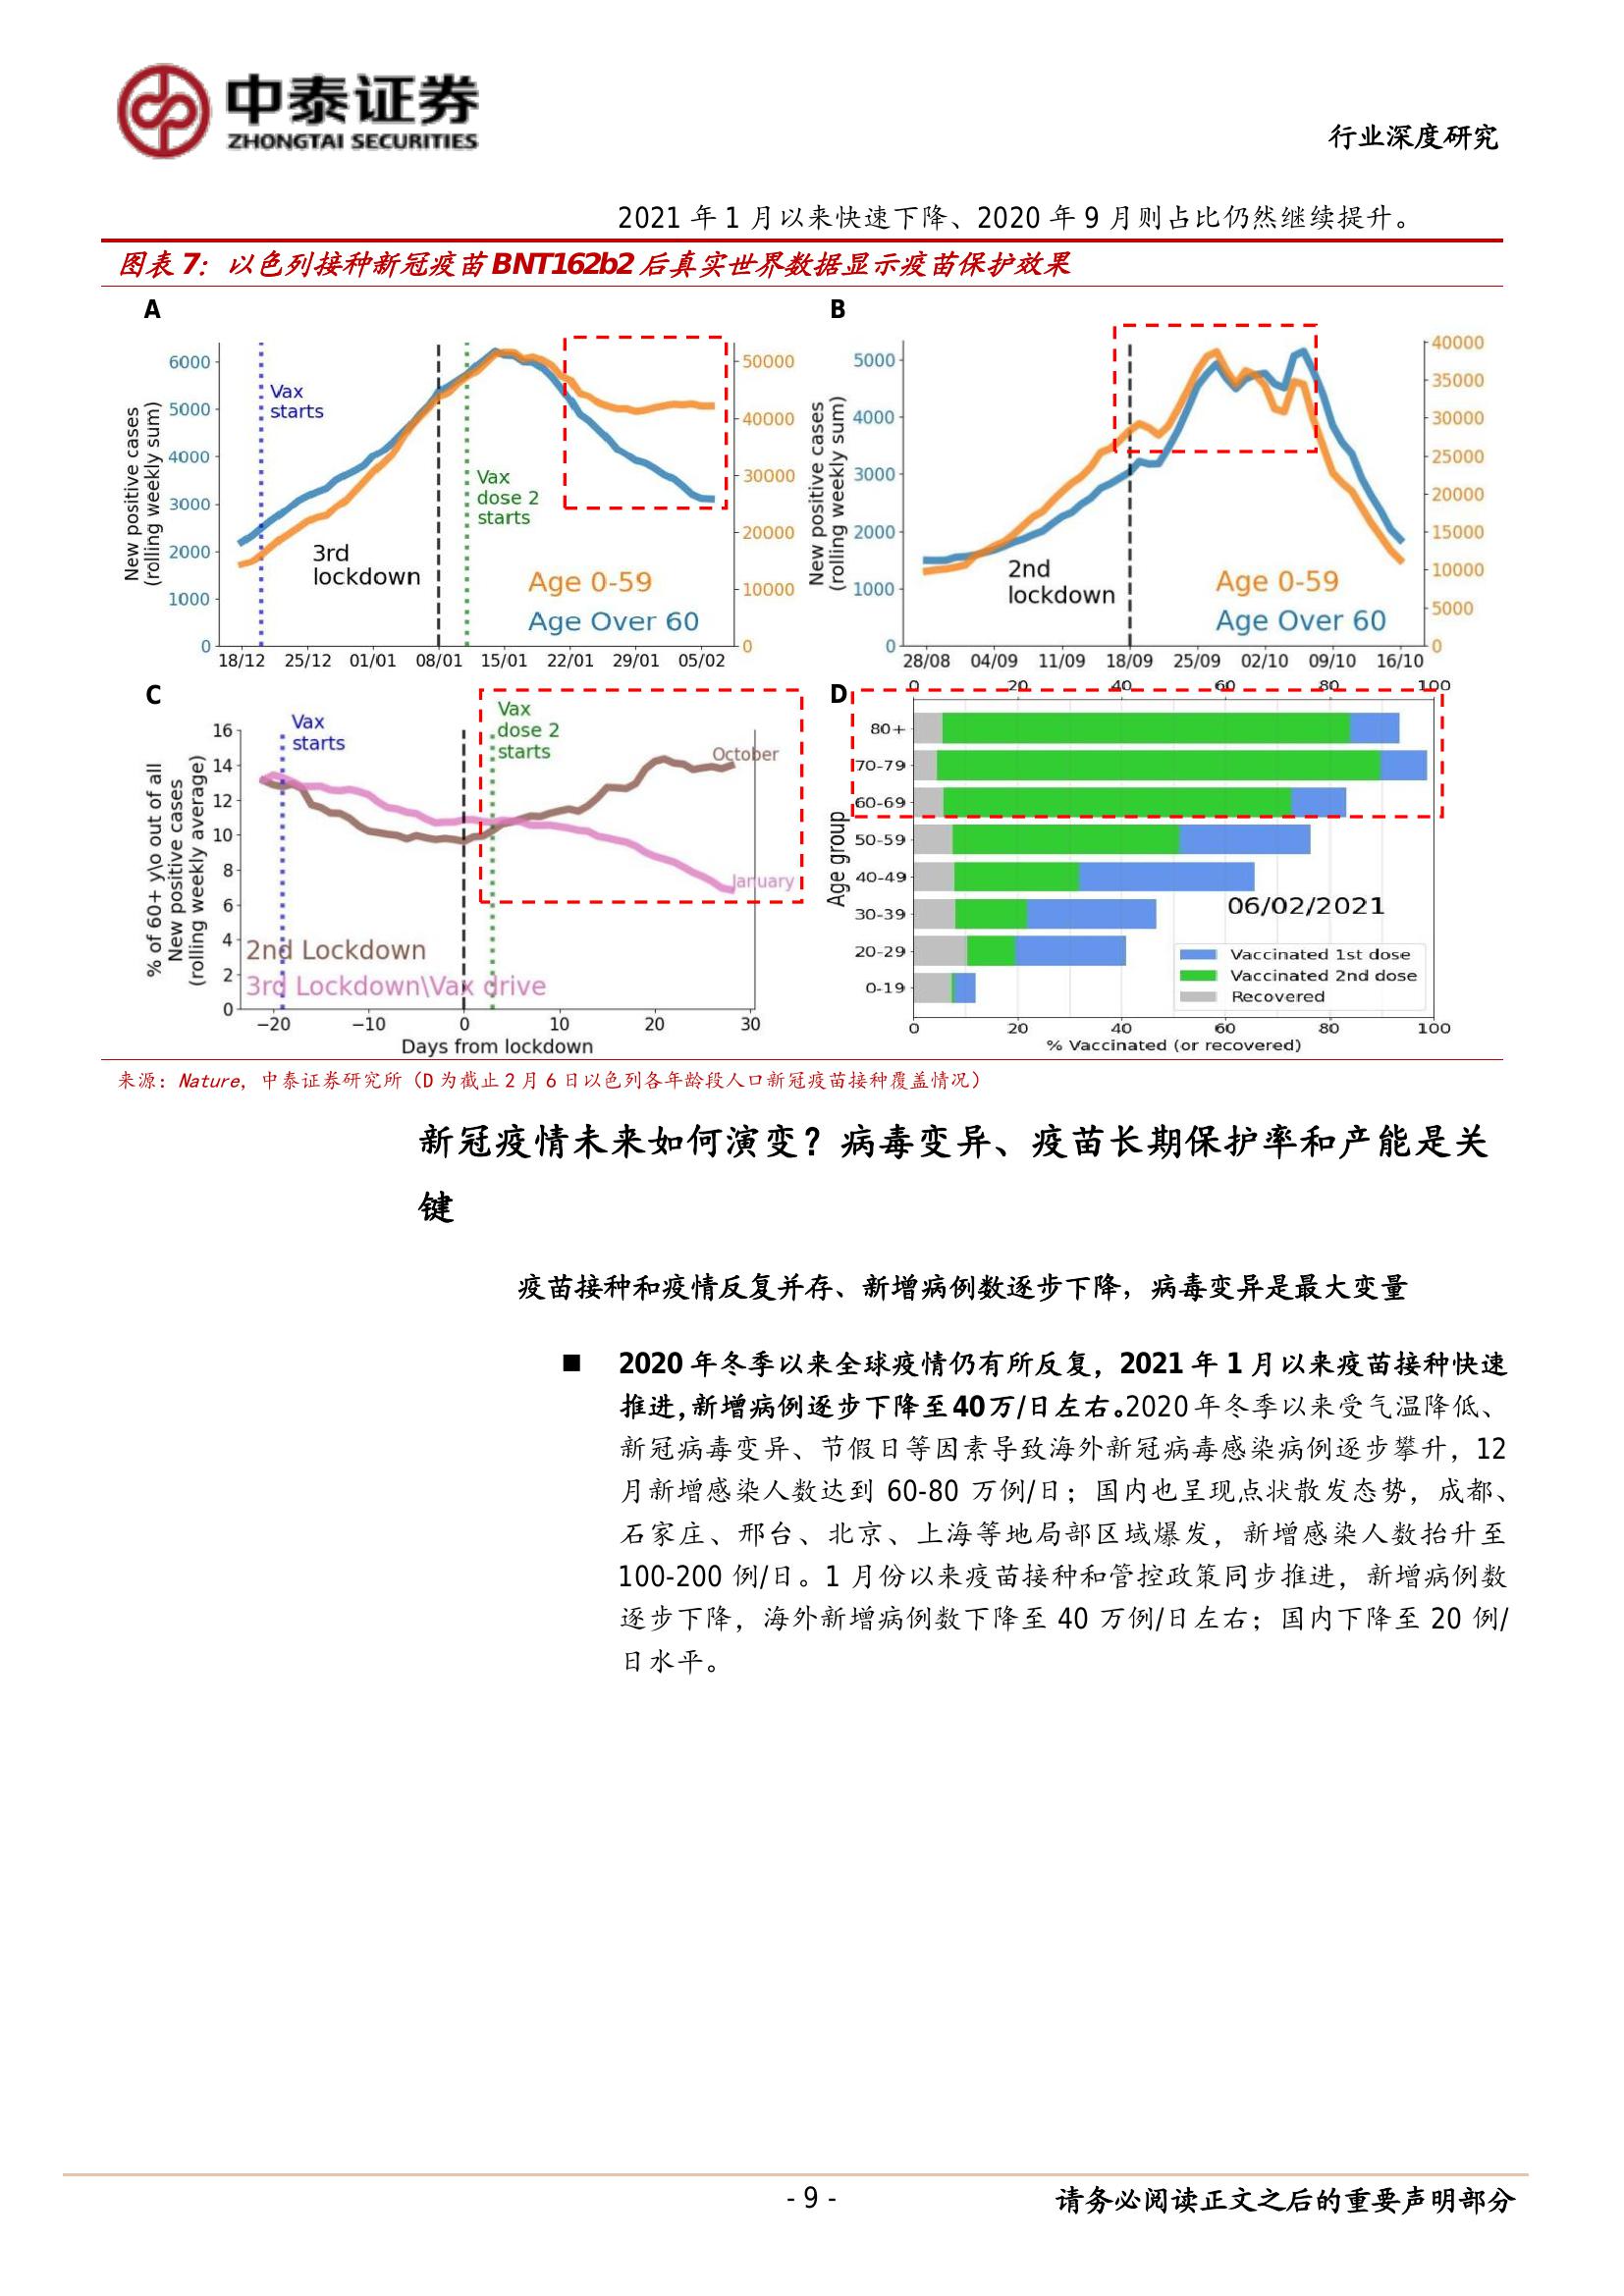 中泰证券
ZHONGTAI SECURITIES
行业深度研究
2021 年 1 月以来快速下降、2020 年 9 月则占比仍然继续提升。
图表 7：以色列接种新冠疫苗 BNT162b2 后真实世界数据显示疫苗保护效果
A
New positive cases
(rolling weekly sum)
6000
5000
4000
3000
2000
1000
0
Vax
starts
3rd
lockdown
Vax
dose 2
starts
Age 0-59
Age Over 60
50000
40000
30000
20000
10000
0
18/12 25/12 01/01 08/01 15/01 22/01 29/01 05/02
B
New positive cases
(rolling weekly sum)
5000
4000
3000
2000
1000
0
2nd
lockdown
Age 0-59
Age Over 60
40000
35000
30000
25000
20000
15000
10000
5000
0
28/08 04/09 11/09 18/09 25/09 02/10 09/10 16/10
C
% of 60+ y\o out of all
New positive cases
(rolling weekly average)
16
14
12
10
8
6
4
2
0
Vax
starts
Vax
dose 2
starts
October
January
2nd Lockdown
3rd Lockdown\Vax drive
−20 −10 0 10 20 30
Days from lockdown
D
0 20 40 60 80 100
Age group
80+
70-79
60-69
50-59
40-49
30-39
20-29
0-19
06/02/2021
Vaccinated 1st dose
Vaccinated 2nd dose
Recovered
0 20 40 60 80 100
% Vaccinated (or recovered)
来源：Nature，中泰证券研究所（D 为截止 2 月 6 日以色列各年龄段人口新冠疫苗接种覆盖情况）
新冠疫情未来如何演变？病毒变异、疫苗长期保护率和产能是关
键
疫苗接种和疫情反复并存、新增病例数逐步下降，病毒变异是最大变量
■ 2020 年冬季以来全球疫情仍有所反复，2021 年 1 月以来疫苗接种快速
推进，新增病例逐步下降至 40 万/日左右。2020 年冬季以来受气温降低、
新冠病毒变异、节假日等因素导致海外新冠病毒感染病例逐步攀升，12
月新增感染人数达到 60-80 万例/日；国内也呈现点状散发态势，成都、
石家庄、邢台、北京、上海等地局部区域爆发，新增感染人数抬升至
100-200 例/日。1 月份以来疫苗接种和管控政策同步推进，新增病例数
逐步下降，海外新增病例数下降至 40 万例/日左右；国内下降至 20 例/
日水平。
- 9 -
请务必阅读正文之后的重要声明部分